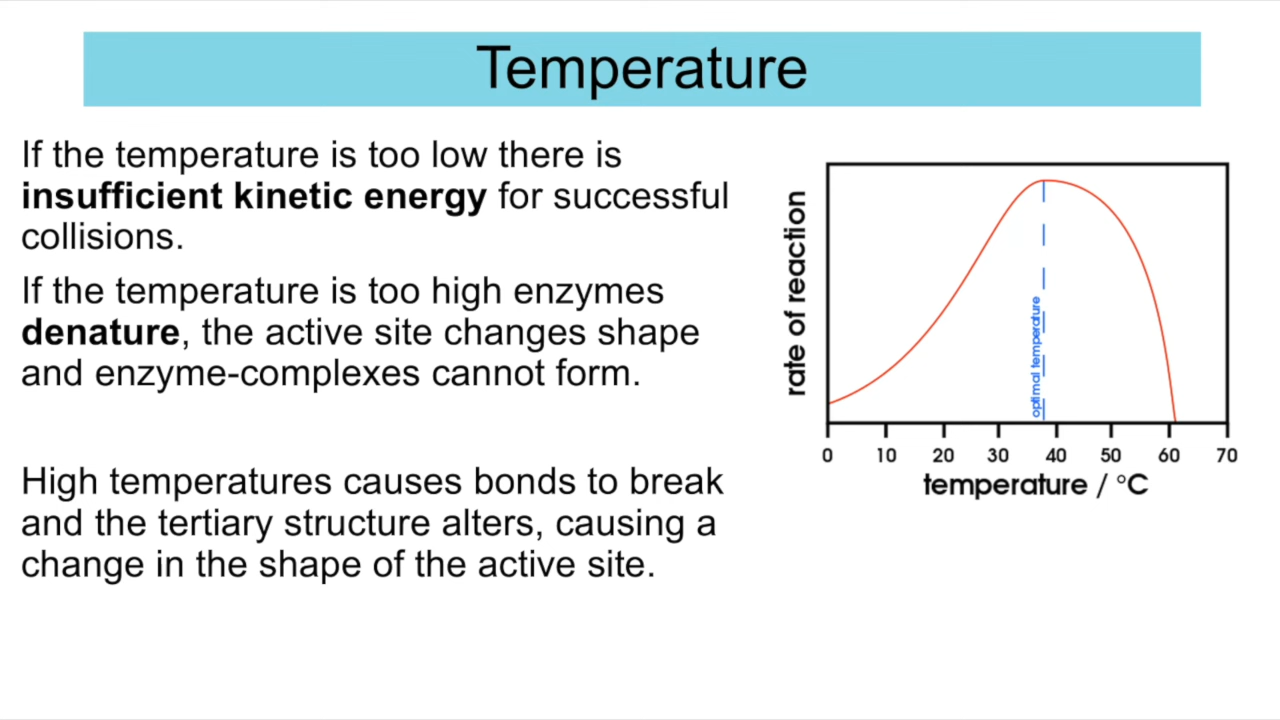 Temperature
If the temperature is too low there is
insufficient kinetic energy for successful
collisions.
If the temperature is too high enzymes
denature, the active site changes shape
and enzyme-complexes cannot form.
High temperatures causes bonds to break
and the tertiary structure alters, causing a
change in the shape of the active site.
rate of reaction
optimal temperature
0 10 20 30 40 50 60 70
temperature / °C